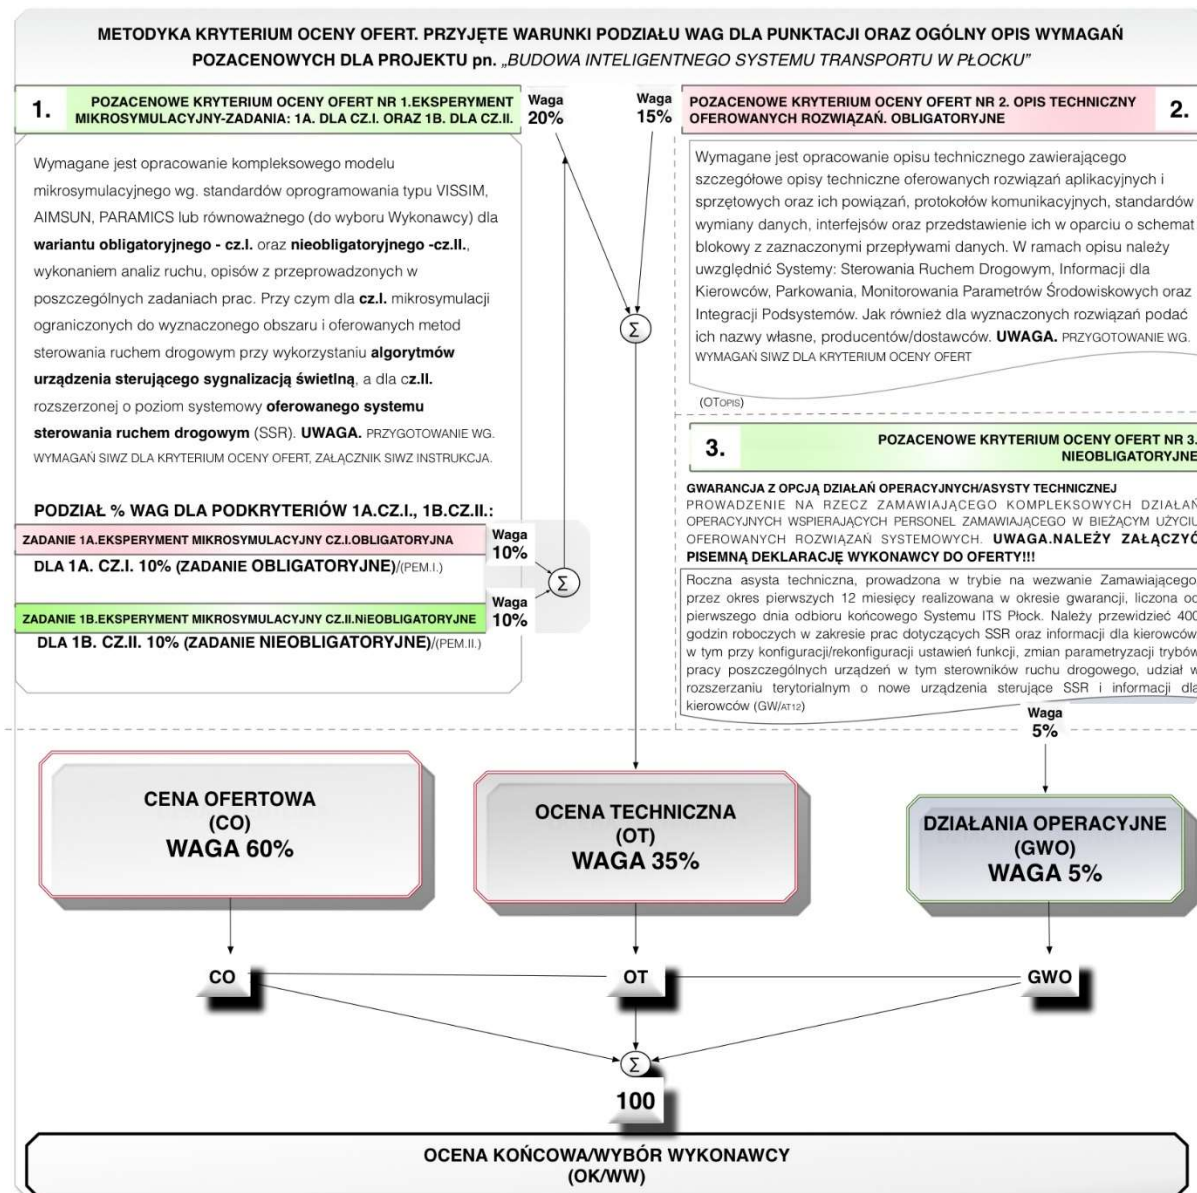 METODYKA KRYTERIUM OCENY OFERT. PRZYJĘTE WARUNKI PODZIAŁU WAG DLA PUNKTACJI ORAZ OGÓLNY OPIS WYMAGAŃ
POZACENOWYCH DLA PROJEKTU pn. „BUDOWA INTELIGENTNEGO SYSTEMU TRANSPORTU W PŁOCKU"
1.
POZACENOWE KRYTERIUM OCENY OFERT NR 1.EKSPERYMENT
MIKROSYMULACYJNY-ZADANIA: 1A. DLA CZ.I. ORAZ 1B. DLA CZ.II.
Waga
20%
Wymagane jest opracowanie kompleksowego modelu
mikrosymulacyjnego wg. standardów oprogramowania typu VISSIM,
AIMSUN, PARAMICS lub równoważnego (do wyboru Wykonawcy) dla
wariantu obligatoryjnego - cz.I. oraz nieobligatoryjnego -cz.II.,
wykonaniem analiz ruchu, opisów z przeprowadzonych w
poszczególnych zadaniach prac. Przy czym dla cz.I. mikrosymulacji
ograniczonych do wyznaczonego obszaru i oferowanych metod
sterowania ruchem drogowym przy wykorzystaniu algorytmów
urządzenia sterującego sygnalizacją świetlną, a dla cz.II.
rozszerzonej o poziom systemowy oferowanego systemu
sterowania ruchem drogowym (SSR). UWAGA. PRZYGOTOWANIE WG.
WYMAGAŃ SIWZ DLA KRYTERIUM OCENY OFERT, ZAŁĄCZNIK SIWZ INSTRUKCJA.
PODZIAŁ % WAG DLA PODKRYTERIÓW 1A.CZ.I., 1B.CZ.II.:
ZADANIE 1A.EKSPERYMENT MIKROSYMULACYJNY CZ.I.OBLIGATORYJNA
Waga
10%
DLA 1A. CZ.I. 10% (ZADANIE OBLIGATORYJNE)/(PEM.I.)
Σ
ZADANIE 1B.EKSPERYMENT MIKROSYMULACYJNY CZ.II.NiEOBLIGATORYJNE
Waga
10%
DLA 1B. CZ.II. 10% (ZADANIE NIEOBLIGATORYJNE)/(PEM.II.)
Waga
15%
Σ
POZACENOWE KRYTERIUM OCENY OFERT NR 2. OPIS TECHNICZNY
OFEROWANYCH ROZWIĄZAŃ. OBLIGATORYJNE
2.
Wymagane jest opracowanie opisu technicznego zawierającego
szczegółowe opisy techniczne oferowanych rozwiązań aplikacyjnych i
sprzętowych oraz ich powiązań, protokołów komunikacyjnych, standardów
wymiany danych, interfejsów oraz przedstawienie ich w oparciu o schemat
blokowy z zaznaczonymi przepływami danych. W ramach opisu należy
uwzględnić Systemy: Sterowania Ruchem Drogowym, Informacji dla
Kierowców, Parkowania, Monitorowania Parametrów Środowiskowych oraz
Integracji Podsystemów. Jak również dla wyznaczonych rozwiązań podać
ich nazwy własne, producentów/dostawców. UWAGA. PRZYGOTOWANIE WG.
WYMAGAŃ SIWZ DLA KRYTERIUM OCENY OFERT
(OTOPIS)
3.
POZACENOWE KRYTERIUM OCENY OFERT NR 3.
NIEOBLIGATORYJNE
GWARANCJA Z OPCJĄ DZIAŁAŃ OPERACYJNYCH/ASYSTY TECHNICZNEJ
PROWADZENIE NA RZECZ ZAMAWIAJĄCEGO KOMPLEKSOWYCH DZIAŁAŃ
OPERACYJNYCH WSPIERAJĄCYCH PERSONEL ZAMAWIAJĄCEGO W BIEŻĄCYM UŻYCIU
OFEROWANYCH ROZWIĄZAŃ SYSTEMOWYCH. UWAGA.NALEŻY ZAŁĄCZYĆ
PISEMNĄ DEKLARACJĘ WYKONAWCY DO OFERTY!!!
Roczna asysta techniczna, prowadzona w trybie na wezwanie Zamawiającego
przez okres pierwszych 12 miesięcy realizowana w okresie gwarancji, liczona od
pierwszego dnia odbioru końcowego Systemu ITS Płock. Należy przewidzieć 400
godzin roboczych w zakresie prac dotyczących SSR oraz informacji dla kierowców
w tym przy konfiguracji/rekonfiguracji ustawień funkcji, zmian parametryzacji trybów
pracy poszczególnych urządzeń w tym sterowników ruchu drogowego, udział w
rozszerzaniu terytorialnym o nowe urządzenia sterujące SSR i informacji dla
kierowców (GW/AT12)
Waga
5%
CENA OFERTOWA
(CO)
WAGA 60%
OCENA TECHNICZNA
(OT)
WAGA 35%
DZIAŁANIA OPERACYJNE
(GWO)
WAGA 5%
CO
OT
GWO
Σ
100
OCENA KOŃCOWA/WYBÓR WYKONAWCY
(OK/WW)